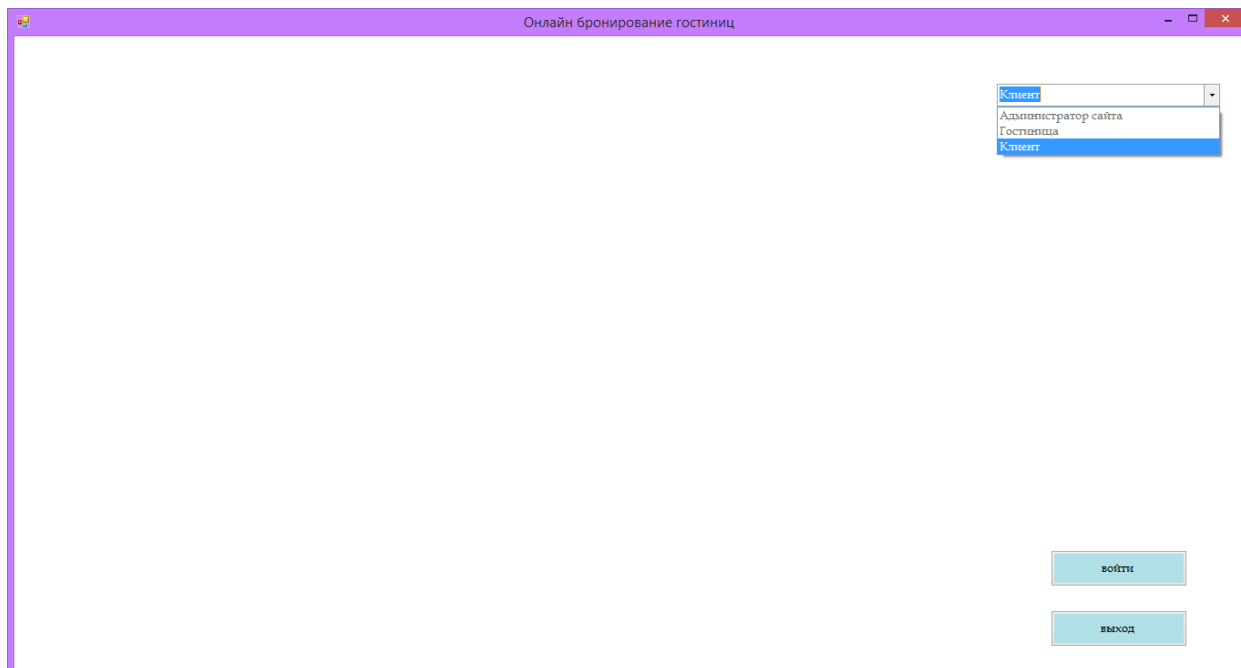 Онлайн бронирование гостиниц
Клиент
Администратор сайта
Гостиница
Клиент
войти
выход